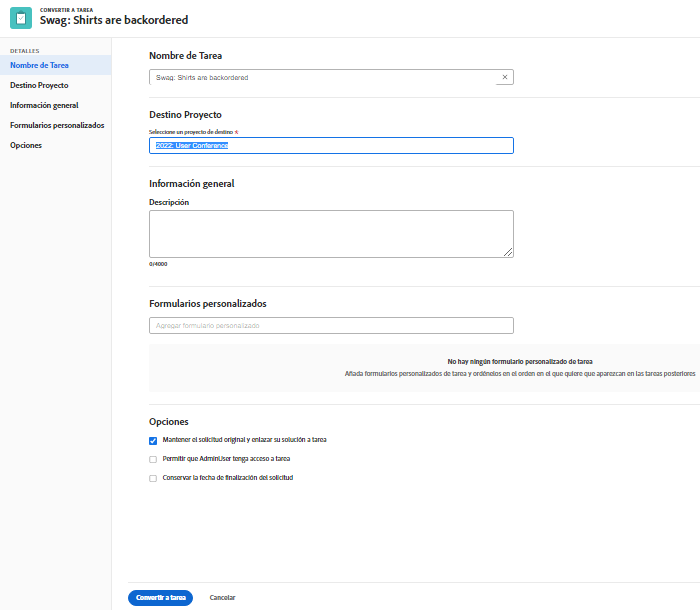 CONVERTIR A TAREA
Swag: Shirts are backordered
DETALLES
Nombre de Tarea
Destino Proyecto
Información general
Formularios personalizados
Opciones
Nombre de Tarea
Swag: Shirts are backordered
Destino Proyecto
Seleccione un proyecto de destino *
2022: User Conference
Información general
Descripción
0/4000
Formularios personalizados
Agregar formulario personalizado
No hay ningún formulario personalizado de tarea
Añada formularios personalizados de tarea y ordénelos en el orden en el que quiere que aparezcan en las tareas posteriores
Opciones
Mantener el solicitud original y enlazar su solución a tarea
Permitir que AdminUser tenga acceso a tarea
Conservar la fecha de finalización del solicitud
Convertir a tarea
Cancelar